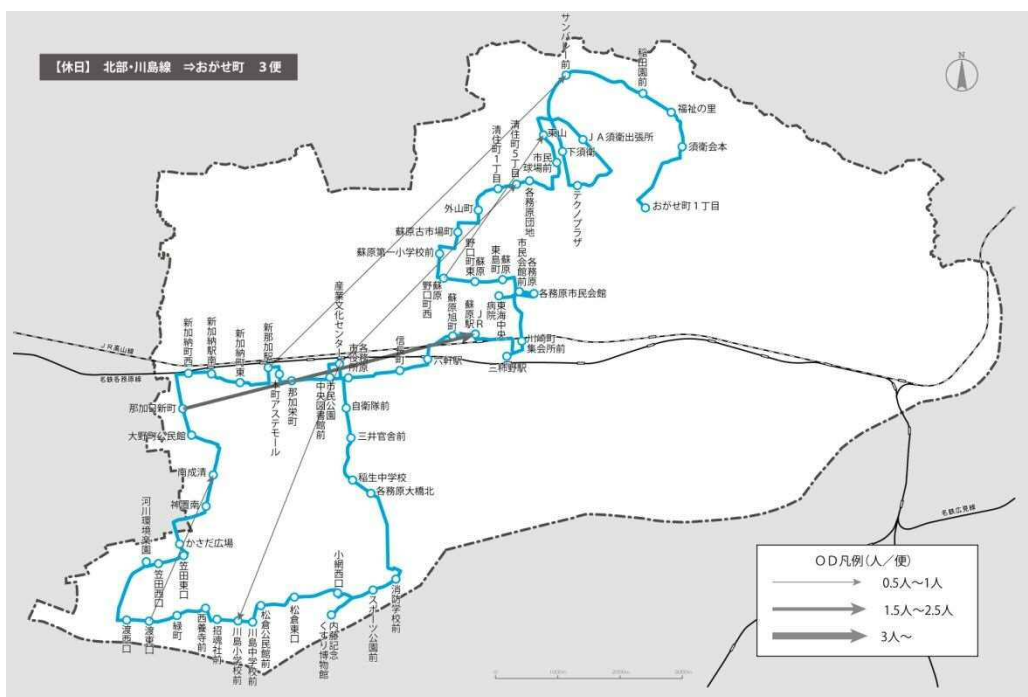 【休日】 北部・川島線 ⇒おがせ町 3便
N
サンバレー前
稲田園前
福祉の里
須衛会本
おがせ町1丁目
東山
JA須衛出張所
下須衛
市民球場前
テクノプラザ
清住町1丁目
清住町5丁目
各務原団地
外山町
蘇原古市場町
蘇原第一小学校前
蘇原野口町西
蘇原野口町東
蘇原東島町
各務原市民会館前
各務原市民会館
東海中央病院
JR蘇原駅
蘇原旭町
川崎町集会所前
三柿野駅
六軒駅
信長町
産業文化センター
各務原市役所
市民公園
中央図書館前
那加栄町
本町アステモール
新那加駅
新加納町東
新加納駅南
新加納町西
JR高山線
名鉄各務原線
那加日新町
大野町公民館
南成清
神置南
かさだ広場
笠田東口
笠田西口
河川環境楽園
渡西口
渡東口
緑町
西養寺前
招魂社前
川島小学校前
川島中学校前
松倉公民館前
松倉東口
小網西口
内藤記念
くすり博物館
スポーツ公園前
消防学校前
各務原大橋北
稲生中学校
三井官舎前
自衛隊前
名鉄広見線
OD凡例(人/便)
0.5人~1人
1.5人~2.5人
3人~
0
1000m
2000m
3000m